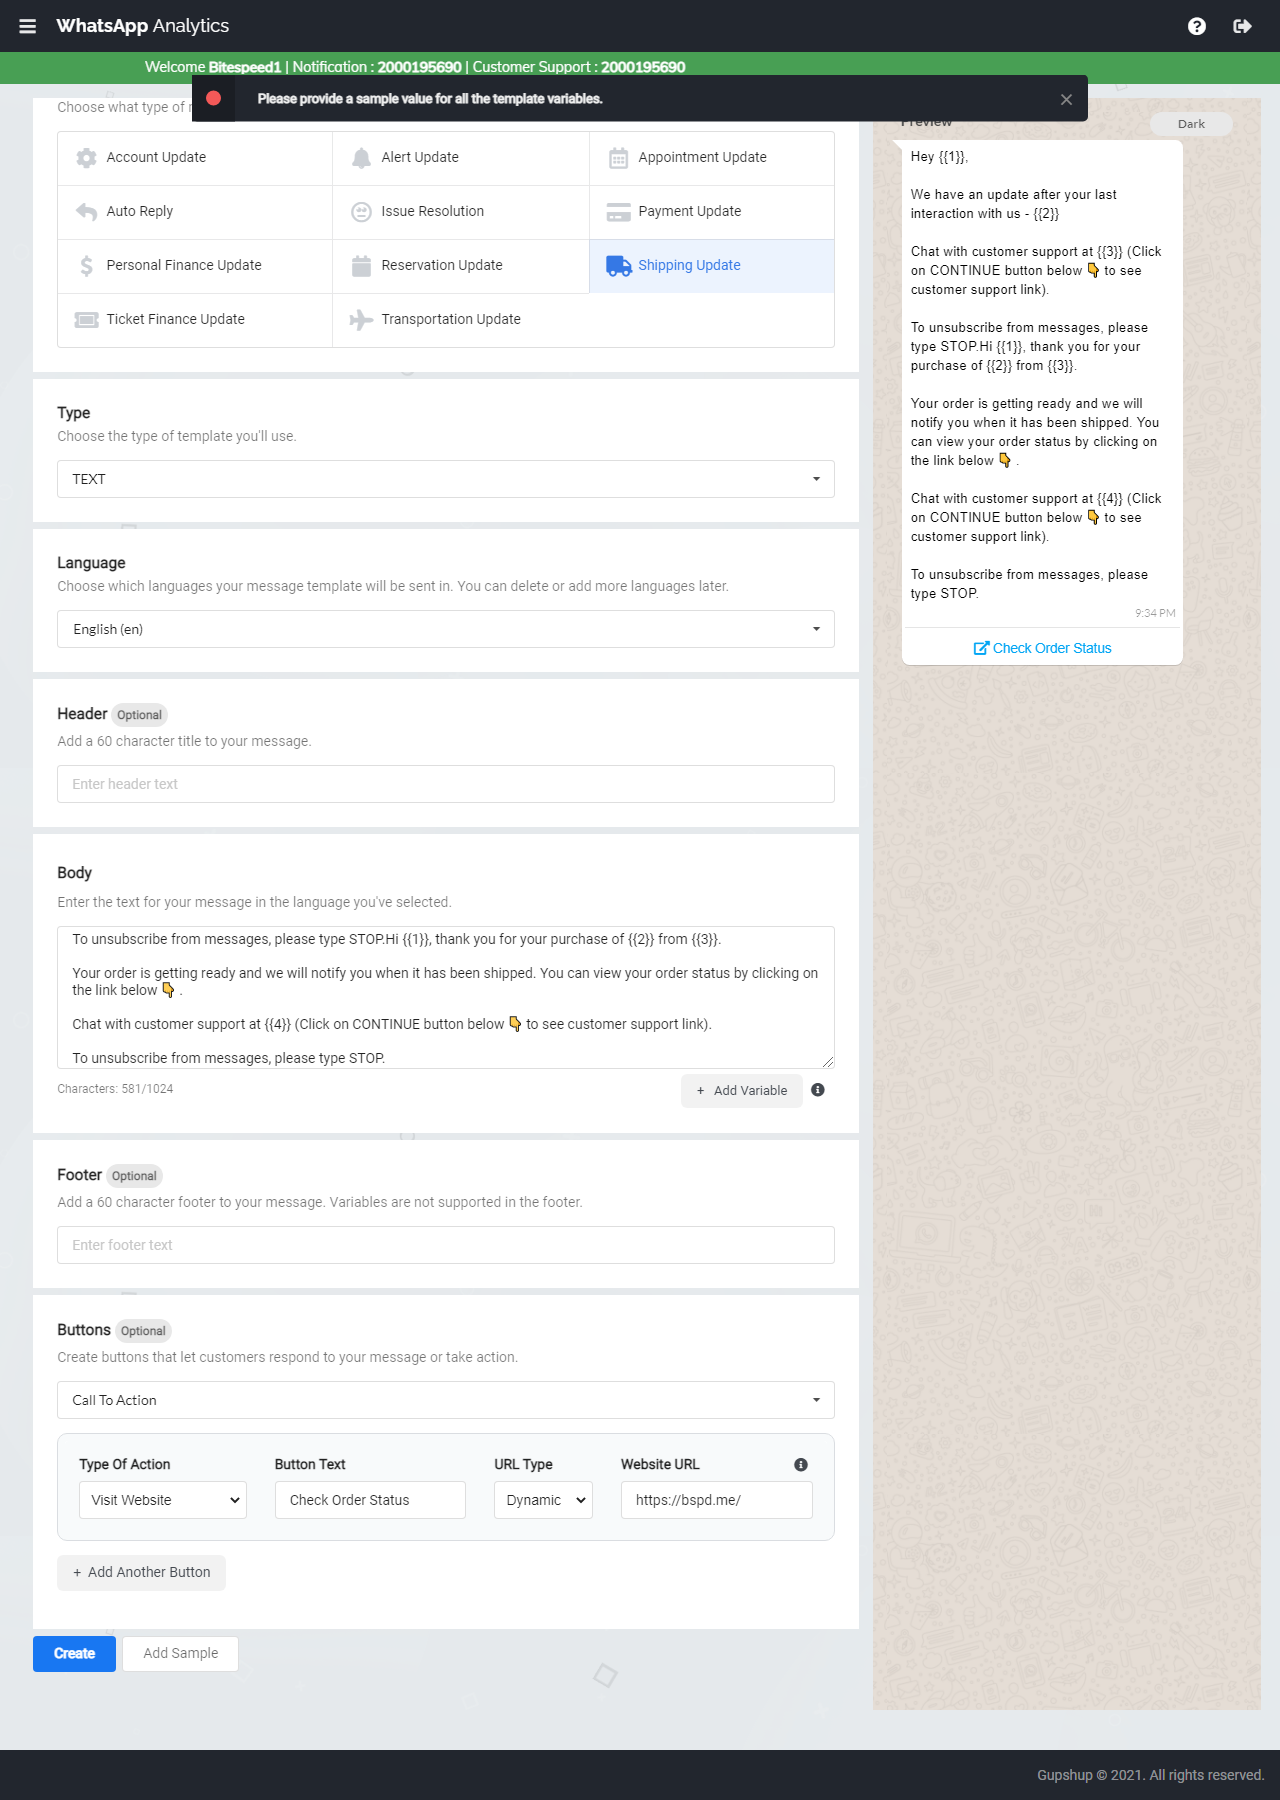 WhatsApp Analytics
Welcome Bitespeed1 | Notification : 2000195690 | Customer Support : 2000195690
Please provide a sample value for all the template variables.
Choose what type of
Account Update
Alert Update
Appointment Update
Auto Reply
Issue Resolution
Payment Update
Personal Finance Update
Reservation Update
Shipping Update
Ticket Finance Update
Transportation Update
Type
Choose the type of template you'll use.
TEXT
Language
Choose which languages your message template will be sent in. You can delete or add more languages later.
English (en)
Header Optional
Add a 60 character title to your message.
Enter header text
Body
Enter the text for your message in the language you've selected.
To unsubscribe from messages, please type STOP.Hi {{1}}, thank you for your purchase of {{2}} from {{3}}.
Your order is getting ready and we will notify you when it has been shipped. You can view your order status by clicking on
the link below 👇 .
Chat with customer support at {{4}} (Click on CONTINUE button below 👇 to see customer support link).
To unsubscribe from messages, please type STOP.
Characters: 581/1024
+ Add Variable
Footer Optional
Add a 60 character footer to your message. Variables are not supported in the footer.
Enter footer text
Buttons Optional
Create buttons that let customers respond to your message or take action.
Call To Action
Type Of Action
Button Text
URL Type
Website URL
Visit Website
Check Order Status
Dynamic
https://bspd.me/
+ Add Another Button
Create
Add Sample
Preview
Dark
Hey {{1}},
We have an update after your last
interaction with us - {{2}}
Chat with customer support at {{3}} (Click
on CONTINUE button below 👇 to see
customer support link).
To unsubscribe from messages, please
type STOP.Hi {{1}}, thank you for your
purchase of {{2}} from {{3}}.
Your order is getting ready and we will
notify you when it has been shipped. You
can view your order status by clicking on
the link below 👇 .
Chat with customer support at {{4}} (Click
on CONTINUE button below 👇 to see
customer support link).
To unsubscribe from messages, please
type STOP.
9:34 PM
Check Order Status
Gupshup © 2021. All rights reserved.